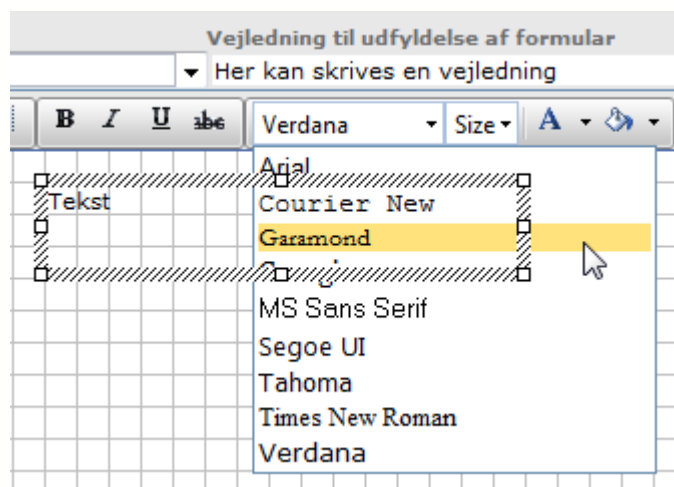 Vejledning til udfyldelse af formular
Her kan skrives en vejledning
B I U abc Verdana Size A
Arial
Tekst
Courier New
Garamond
MS Sans Serif
Segoe UI
Tahoma
Times New Roman
Verdana